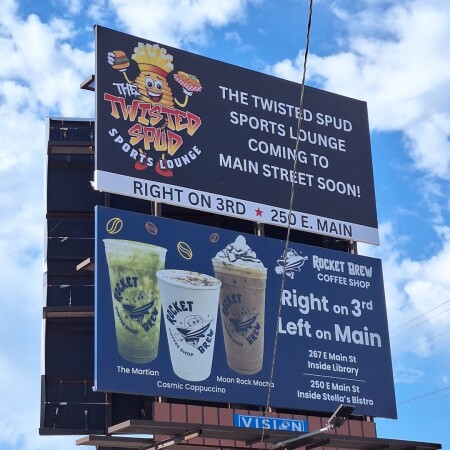 THE
TWISTED
SPUD
SPORTS LOUNGE
THE TWISTED SPUD
SPORTS LOUNGE
COMING TO
MAIN STREET SOON!
RIGHT ON 3RD ★ 250 E. MAIN
ROCKET BREW
COFFEE SHOP
Right on 3rd
Left on Main
267 E Main St
Inside Library
250 E Main St
Inside Stella's Bistro
ROCKET
BREW
ROCKET
BREW
COFFEE SHOP
ROCKET
BREW
The Martian
Cosmic Cappuccino
Moon Rock Mocha
VISION